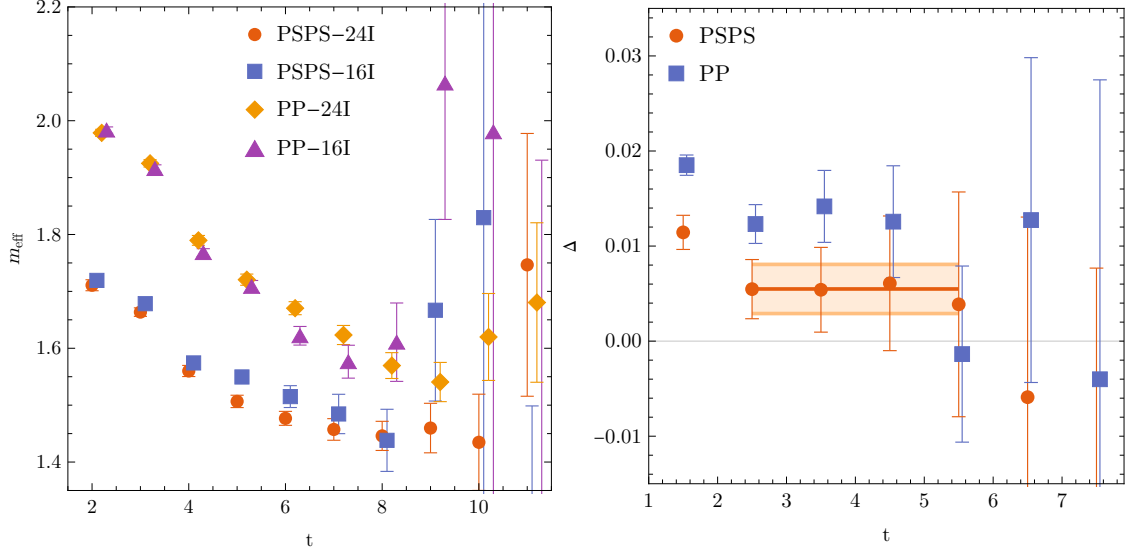 2.2
2.0
1.8
1.6
1.4
m_eff
PSPS-24I
PSPS-16I
PP-24I
PP-16I
2 4 6 8 10
t
0.03
0.02
0.01
0.00
-0.01
Δ
PSPS
PP
1 2 3 4 5 6 7
t